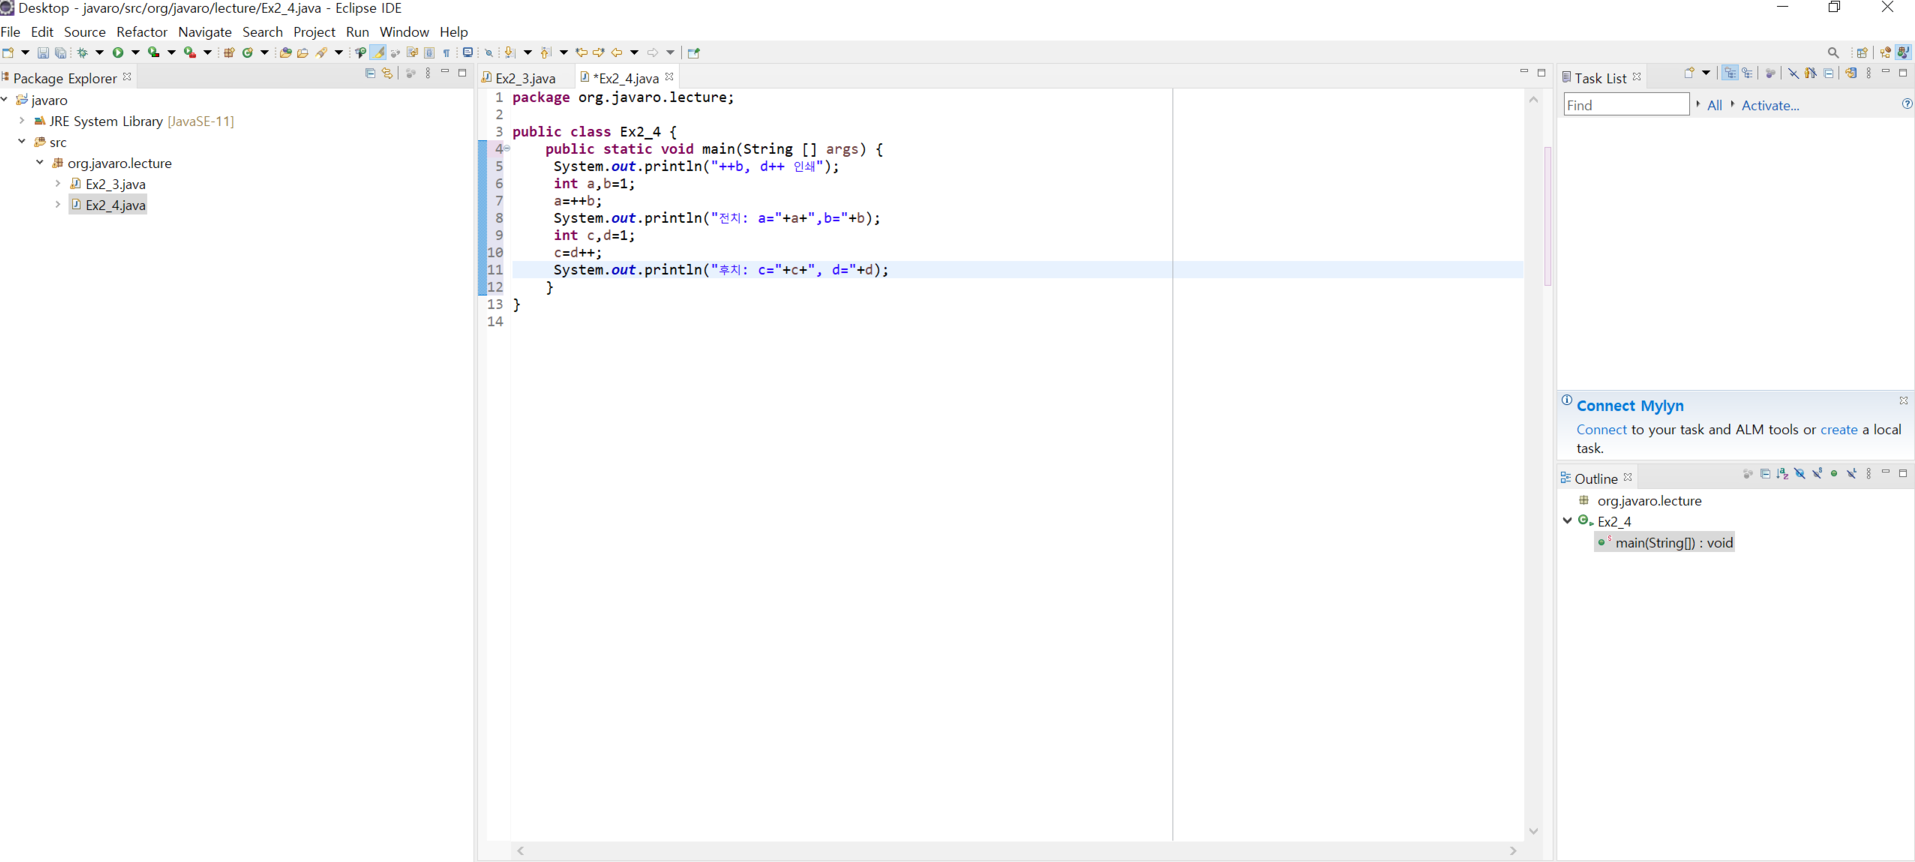 Desktop - javaro/src/org/javaro/lecture/Ex2_4.java - Eclipse IDE
File Edit Source Refactor Navigate Search Project Run Window Help
Package Explorer
javaro
JRE System Library [JavaSE-11]
src
org.javaro.lecture
Ex2_3.java
Ex2_4.java
Ex2_3.java *Ex2_4.java
1 package org.javaro.lecture;
2
3 public class Ex2_4 {
4 public static void main(String [] args) {
5 System.out.println("++b, d++ 인쇄");
6 int a,b=1;
7 a=++b;
8 System.out.println("전치: a="+a+",b="+b);
9 int c,d=1;
10 c=d++;
11 System.out.println("후치: c="+c+", d="+d);
12 }
13 }
14
Task List
Find All Activate...
Connect Mylyn
Connect to your task and ALM tools or create a local
task.
Outline
org.javaro.lecture
Ex2_4
main(String[]) : void